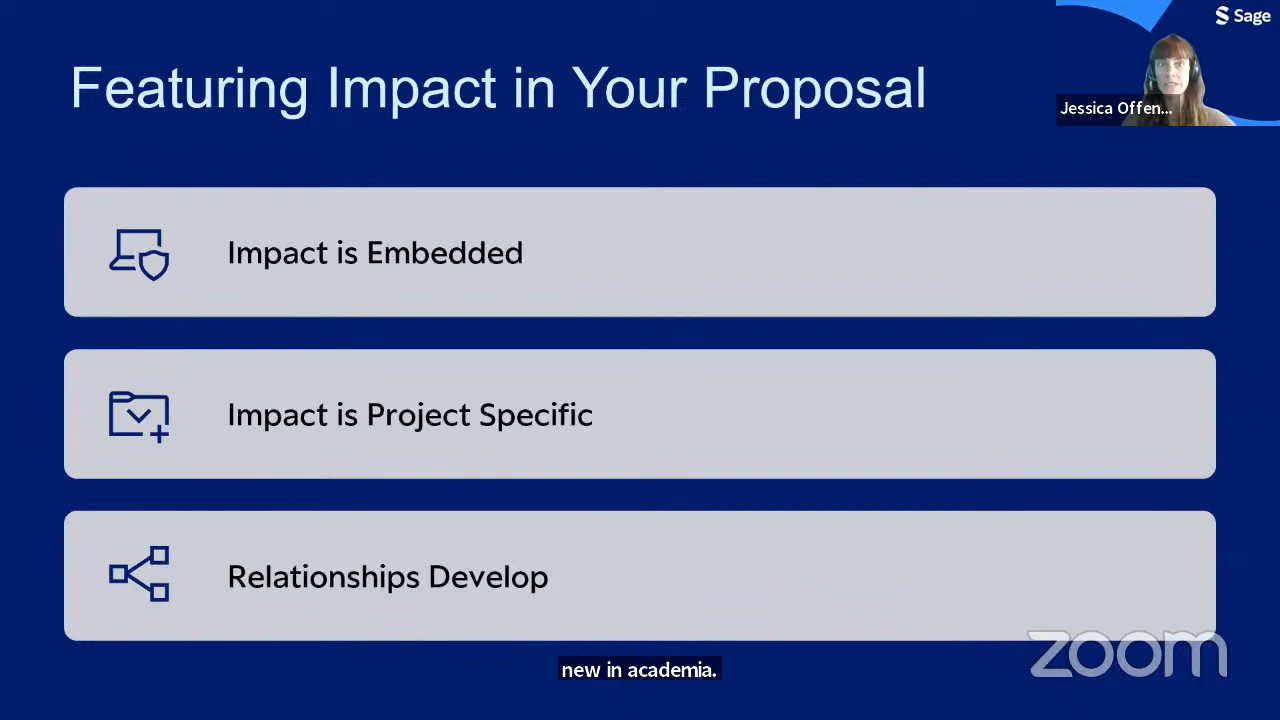 Sage
Featuring Impact in Your Proposal
Jessica Offen...
Impact is Embedded
Impact is Project Specific
Relationships Develop
zoom
new in academia.